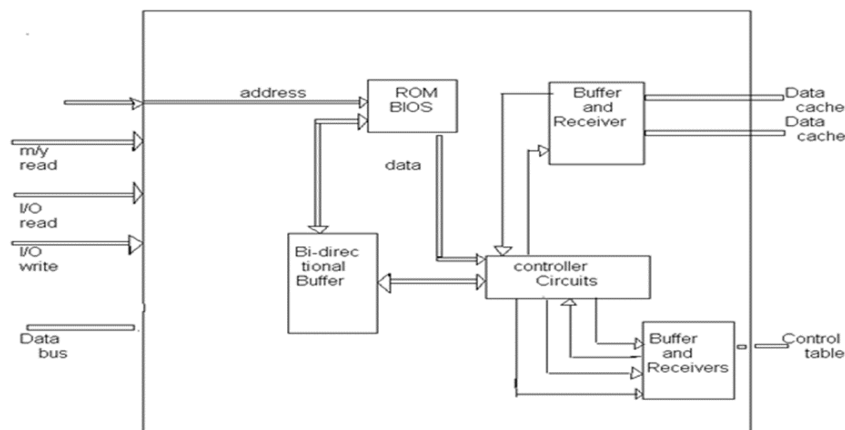 address
ROM
BIOS
Buffer
and
Receiver
Data
cache
Data
cache
m/y
read
data
I/O
read
I/O
write
Bi-direc
tional
Buffer
controller
Circuits
Data
bus
Buffer
and
Receivers
Control
table